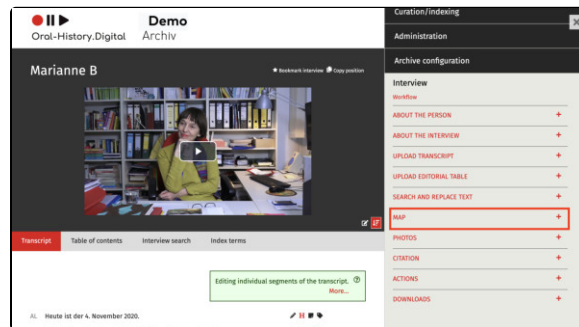 Oral-History.Digital
Demo
Archiv
Marianne B
Bookmark interview
Copy position
Transcript
Table of contents
Interview search
Index terms
Editing individual segments of the transcript.
More...
AL
Heute ist der 4. November 2020.
H
Curation/indexing
Administration
Archive configuration
Interview
Workflow
ABOUT THE PERSON +
ABOUT THE INTERVIEW +
UPLOAD TRANSCRIPT +
UPLOAD EDITORIAL TABLE +
SEARCH AND REPLACE TEXT +
MAP +
PHOTOS +
CITATION +
ACTIONS +
DOWNLOADS +